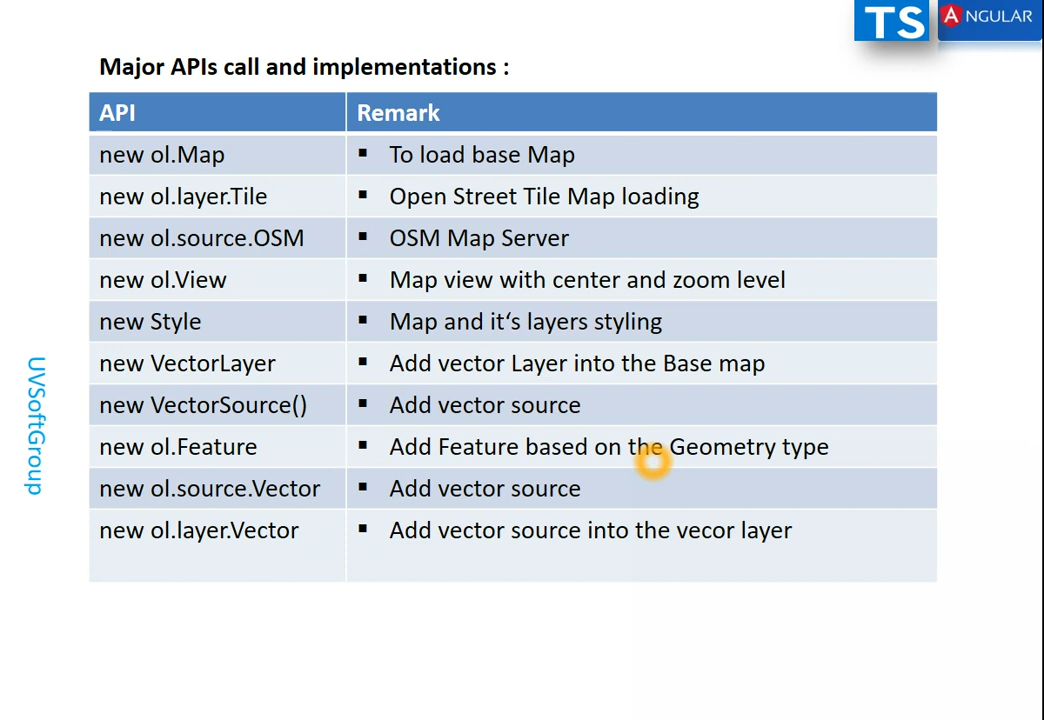 TS ANGULAR
Major APIs call and implementations :
API Remark
new ol.Map ▪ To load base Map
new ol.layer.Tile ▪ Open Street Tile Map loading
new ol.source.OSM ▪ OSM Map Server
new ol.View ▪ Map view with center and zoom level
new Style ▪ Map and it‘s layers styling
new VectorLayer ▪ Add vector Layer into the Base map
new VectorSource() ▪ Add vector source
new ol.Feature ▪ Add Feature based on the Geometry type
new ol.source.Vector ▪ Add vector source
new ol.layer.Vector ▪ Add vector source into the vecor layer
UVSoftGroup